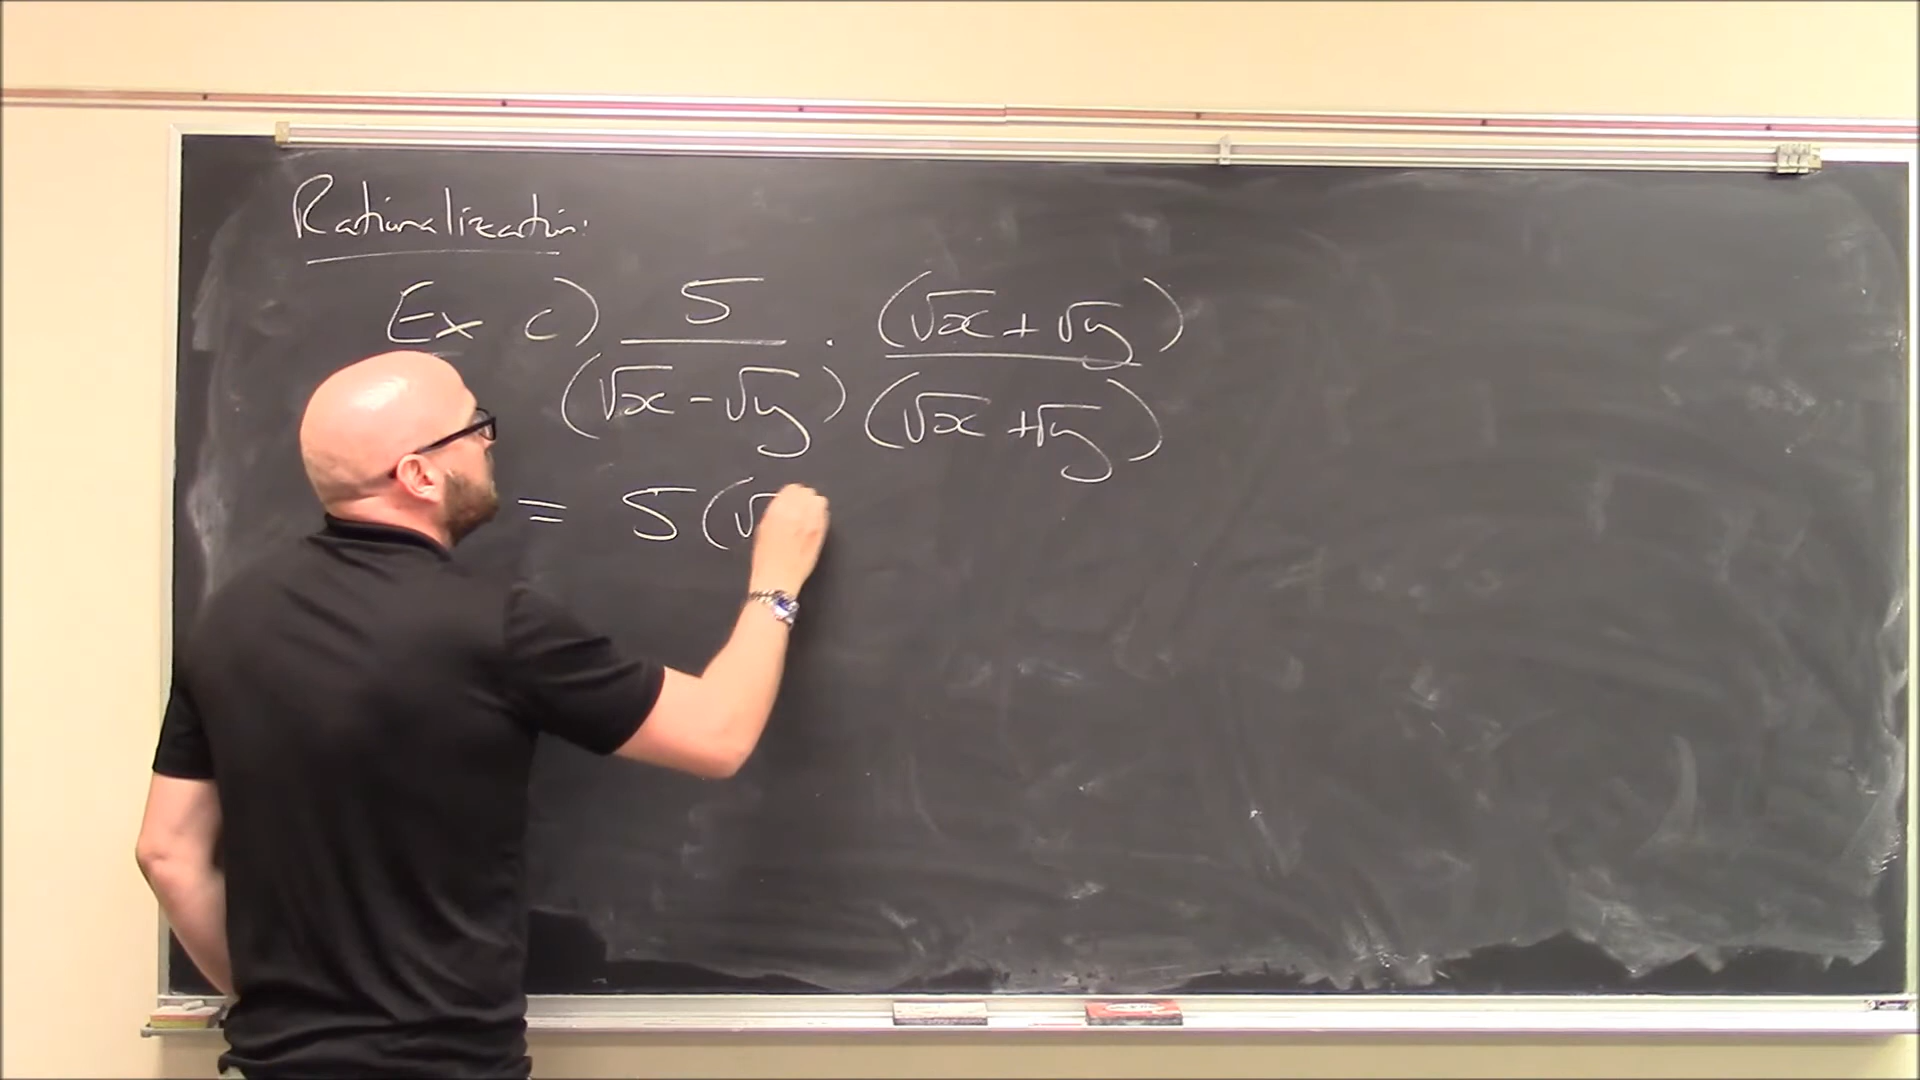 Rationalization:
Ex c) 5 . (√x + √y)
(√x - √y) (√x + √y)
= 5(√